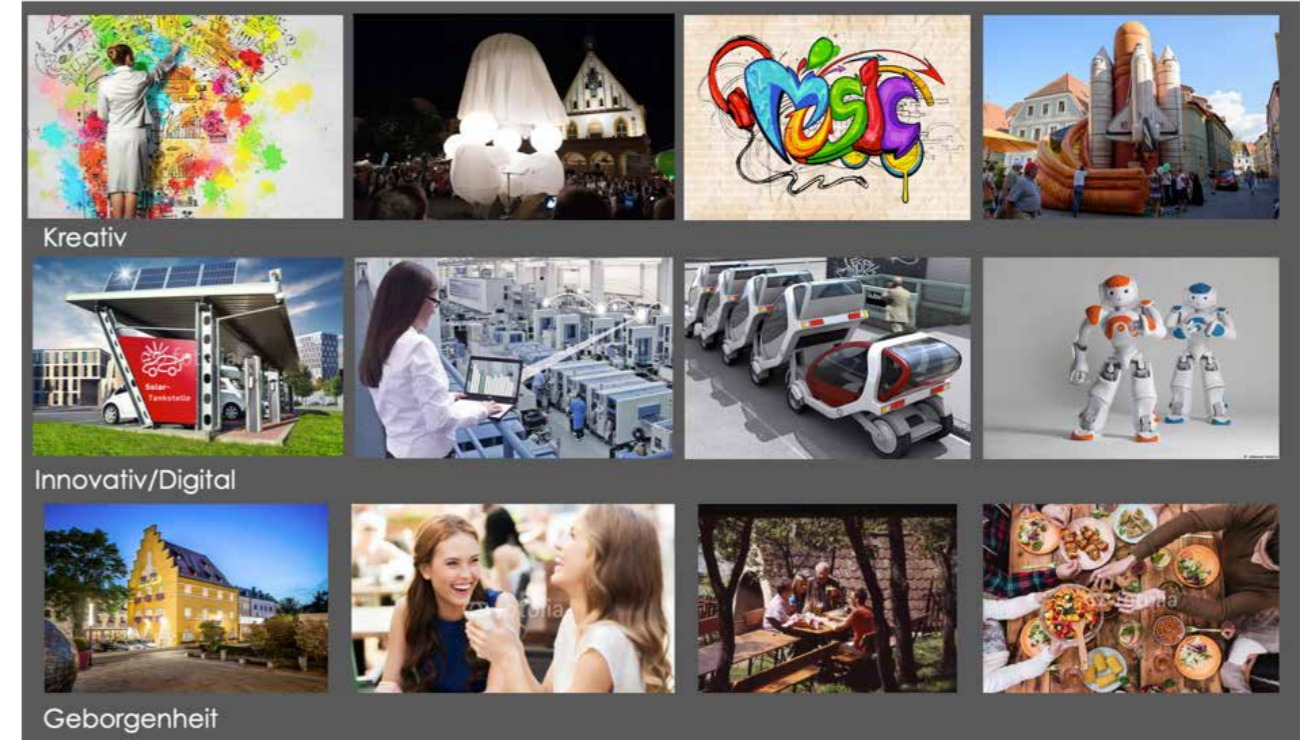 MUSIC
Kreativ
Solar-
Tankstelle
Innovativ/Digital
Geborgenheit